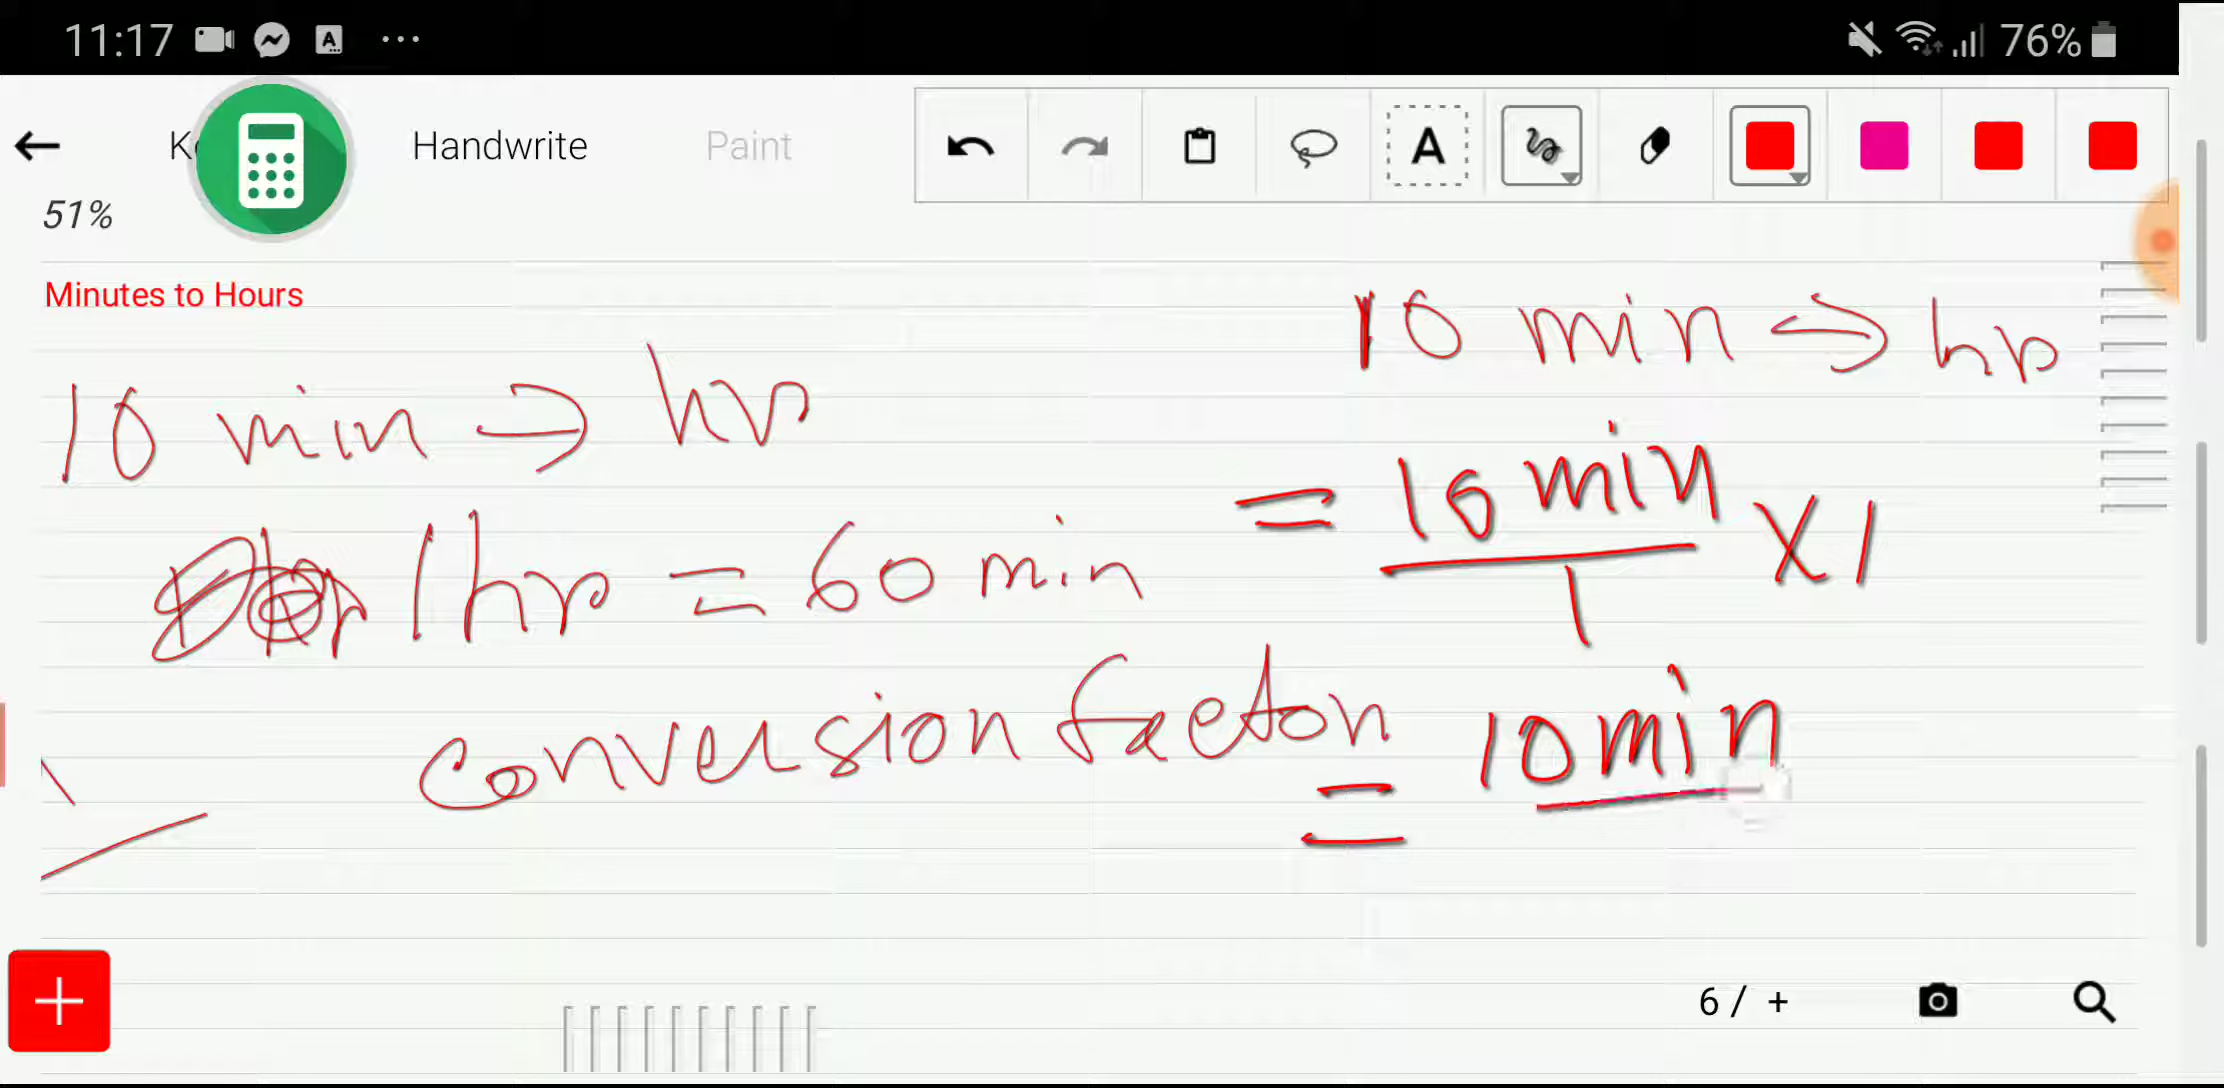 11:17 76%
K Handwrite Paint A
51%
Minutes to Hours
10 min → hr
1 hr = 60 min
conversion factor
10 min → hr
= 10 min / 1 × 1
= 10 min
6 / +